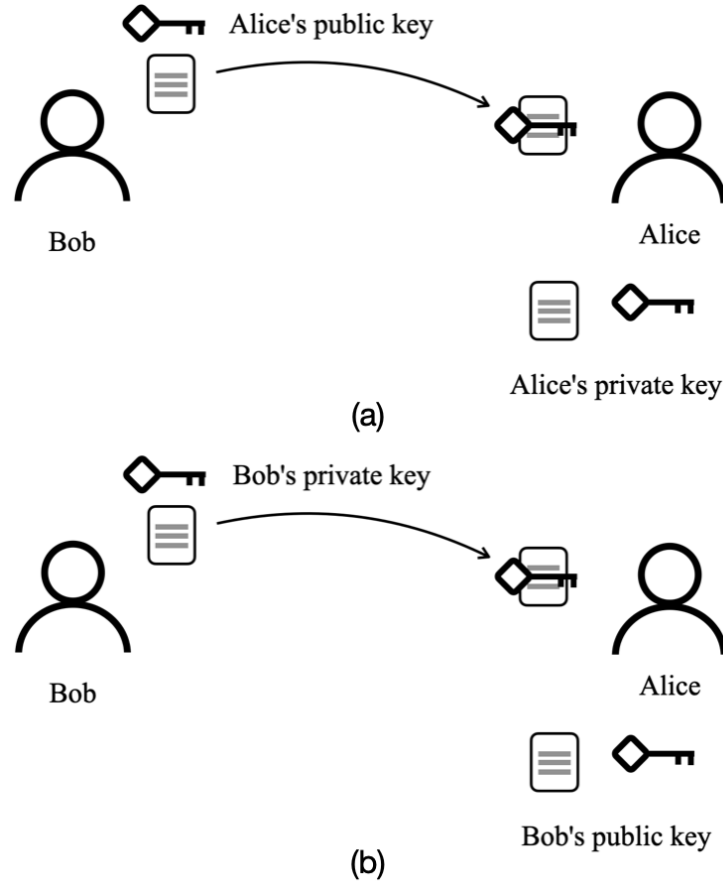 Alice's public key
Bob
Alice
Alice's private key
(a)
Bob's private key
Bob
Alice
Bob's public key
(b)